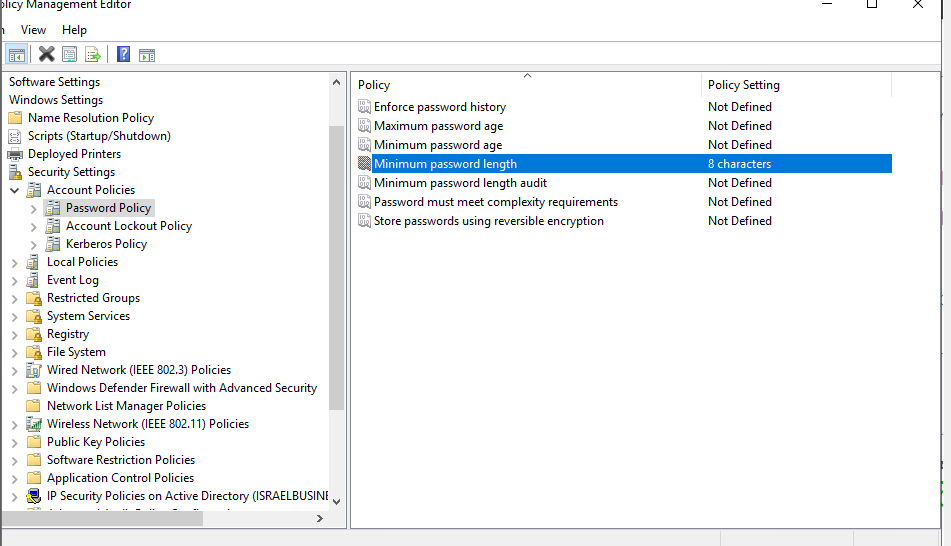 olicy Management Editor
View Help
Software Settings
Windows Settings
Name Resolution Policy
Scripts (Startup/Shutdown)
Deployed Printers
Security Settings
Account Policies
Password Policy
Account Lockout Policy
Kerberos Policy
Local Policies
Event Log
Restricted Groups
System Services
Registry
File System
Wired Network (IEEE 802.3) Policies
Windows Defender Firewall with Advanced Security
Network List Manager Policies
Wireless Network (IEEE 802.11) Policies
Public Key Policies
Software Restriction Policies
Application Control Policies
IP Security Policies on Active Directory (ISRAELBUSINE
Policy Policy Setting
Enforce password history Not Defined
Maximum password age Not Defined
Minimum password age Not Defined
Minimum password length 8 characters
Minimum password length audit Not Defined
Password must meet complexity requirements Not Defined
Store passwords using reversible encryption Not Defined